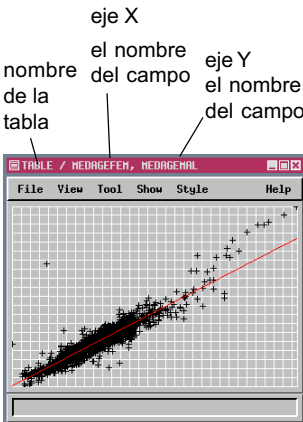 eje X
el nombre
del campo
eje Y
el nombre
del campo
nombre
de la
tabla
TABLE / MEDAGEFEM, MEDAGEMAL
File View Tool Show Style Help